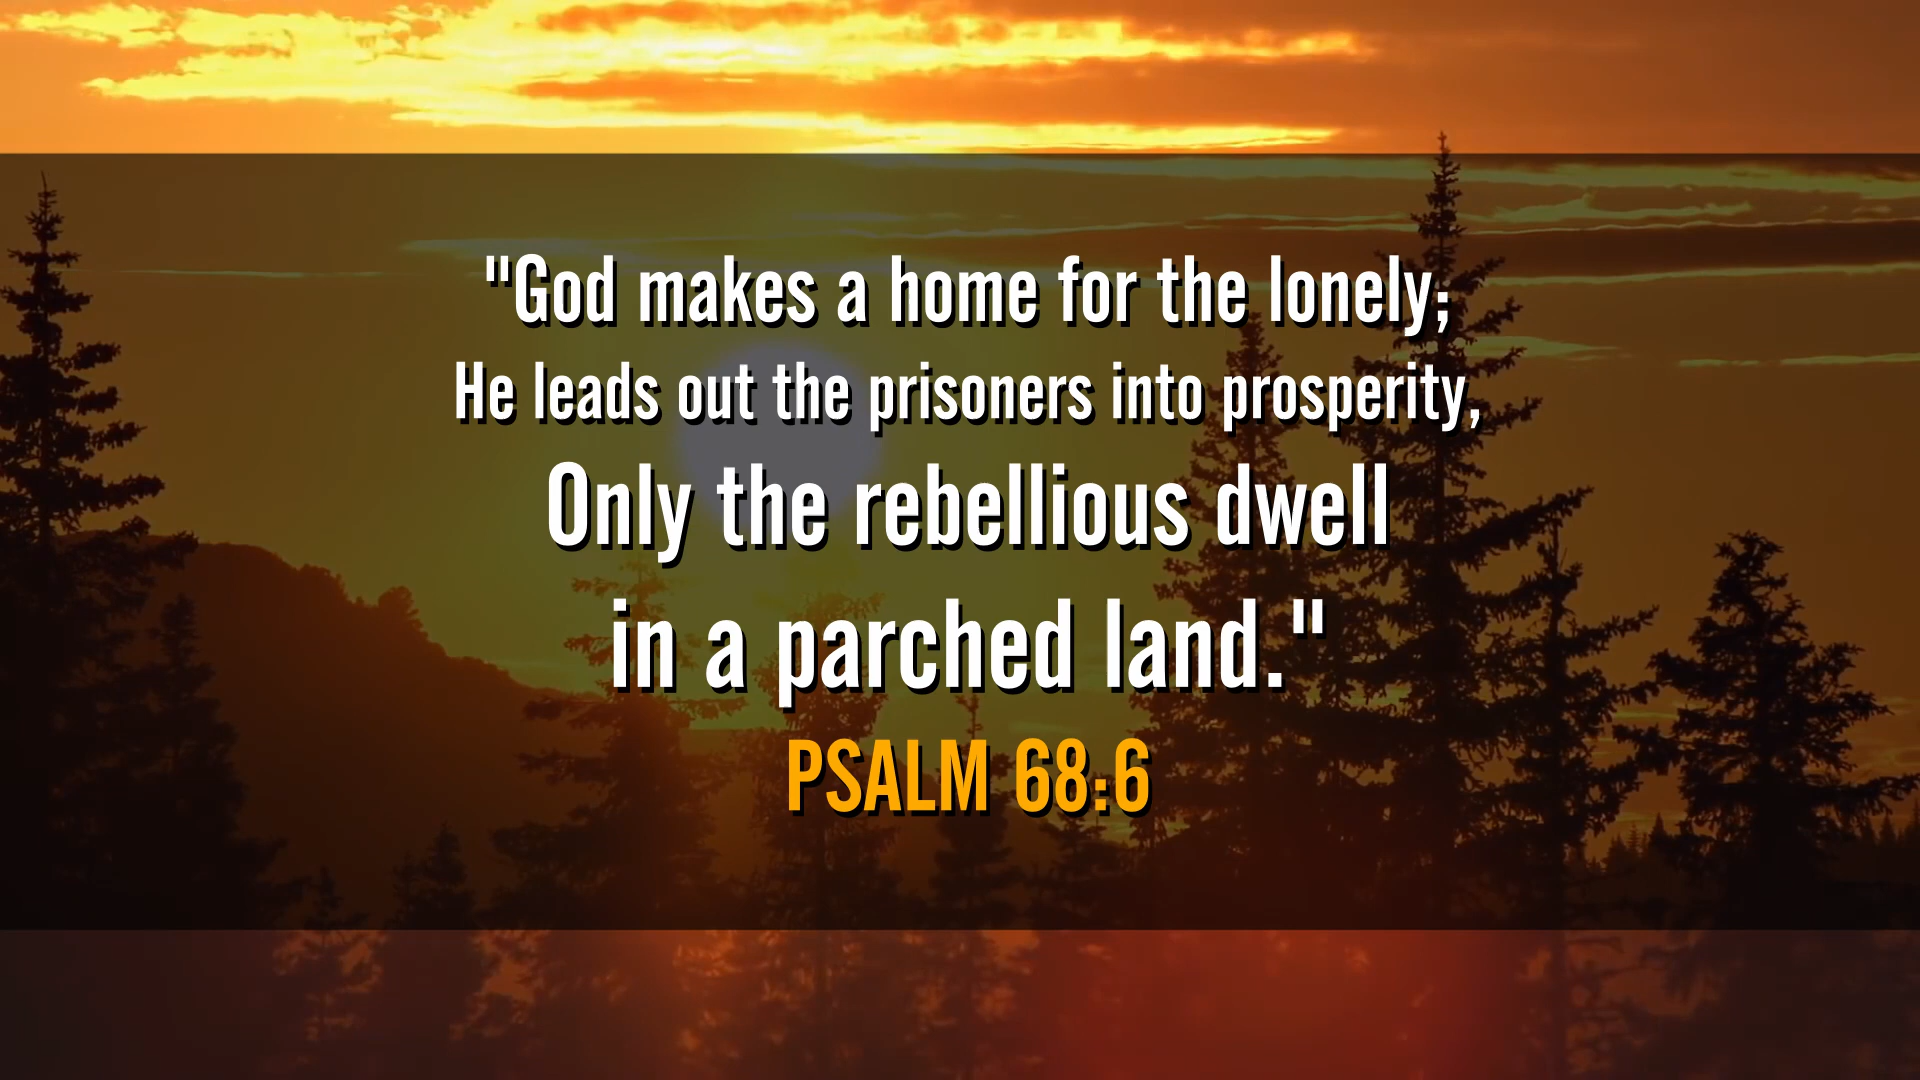 "God makes a home for the lonely;
He leads out the prisoners into prosperity,
Only the rebellious dwell
in a parched land."
PSALM 68:6